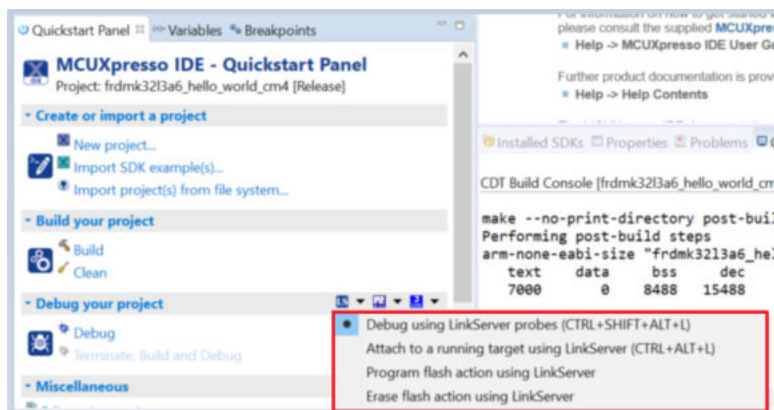 Quickstart Panel Variables Breakpoints
MCUXpresso IDE - Quickstart Panel
Project: frdmk32l3a6_hello_world_cm4 [Release]
Create or import a project
New project...
Import SDK example(s)...
Import project(s) from file system...
Build your project
Build
Clean
Debug your project
Debug
Terminate, Build and Debug
Miscellaneous
please consult the supplied MCUXpre
Help -> MCUXpresso IDE User G
Further product documentation is prov
Help -> Help Contents
Installed SDKs Properties Problems
CDT Build Console [frdmk32l3a6_hello_world_cm
make --no-print-directory post-buil
Performing post-build steps
arm-none-eabi-size "frdmk32l3a6_hel
text data bss dec
7000 0 8488 15488
Debug using LinkServer probes (CTRL+SHIFT+ALT+L)
Attach to a running target using LinkServer (CTRL+ALT+L)
Program flash action using LinkServer
Erase flash action using LinkServer